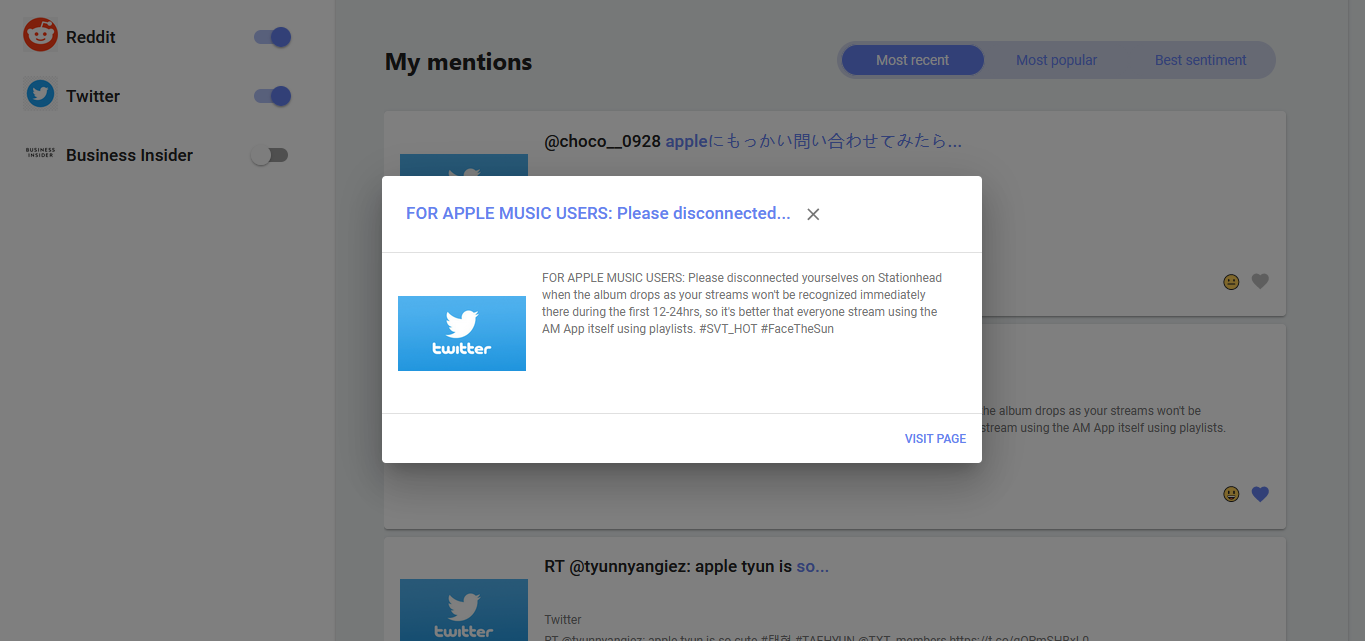 Reddit
Twitter
BUSINESS
INSIDER
Business Insider
My mentions
Most recent
Most popular
Best sentiment
@choco__0928 appleにもっかい問い合わせてみたら...
FOR APPLE MUSIC USERS: Please disconnected...
FOR APPLE MUSIC USERS: Please disconnected yourselves on Stationhead
when the album drops as your streams won't be recognized immediately
there during the first 12-24hrs, so it's better that everyone stream using the
AM App itself using playlists. #SVT_HOT #FaceTheSun
twitter
VISIT PAGE
the album drops as your streams won't be
stream using the AM App itself using playlists.
RT @tyunnyangiez: apple tyun is so...
twitter
Twitter
RT @tyunnyangiez: apple tyun is so cute #태현 #TAEHYUN @TXT_members